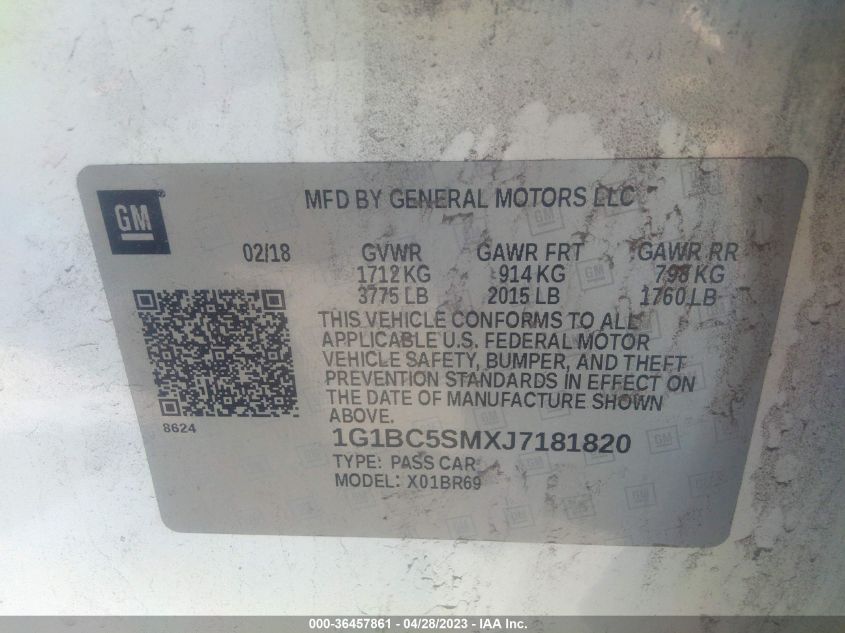 GM®
MFD BY GENERAL MOTORS LLC
02/18 GVWR GAWR FRT GAWR RR
1712 KG 914 KG 798 KG
3775 LB 2015 LB 1760 LB
THIS VEHICLE CONFORMS TO ALL
APPLICABLE U.S. FEDERAL MOTOR
VEHICLE SAFETY, BUMPER, AND THEFT
PREVENTION STANDARDS IN EFFECT ON
THE DATE OF MANUFACTURE SHOWN
ABOVE.
8624
1G1BC5SMXJ7181820
TYPE: PASS CAR
MODEL: X01BR69
000-36457861 / 04/28/2023 - IAA Inc.